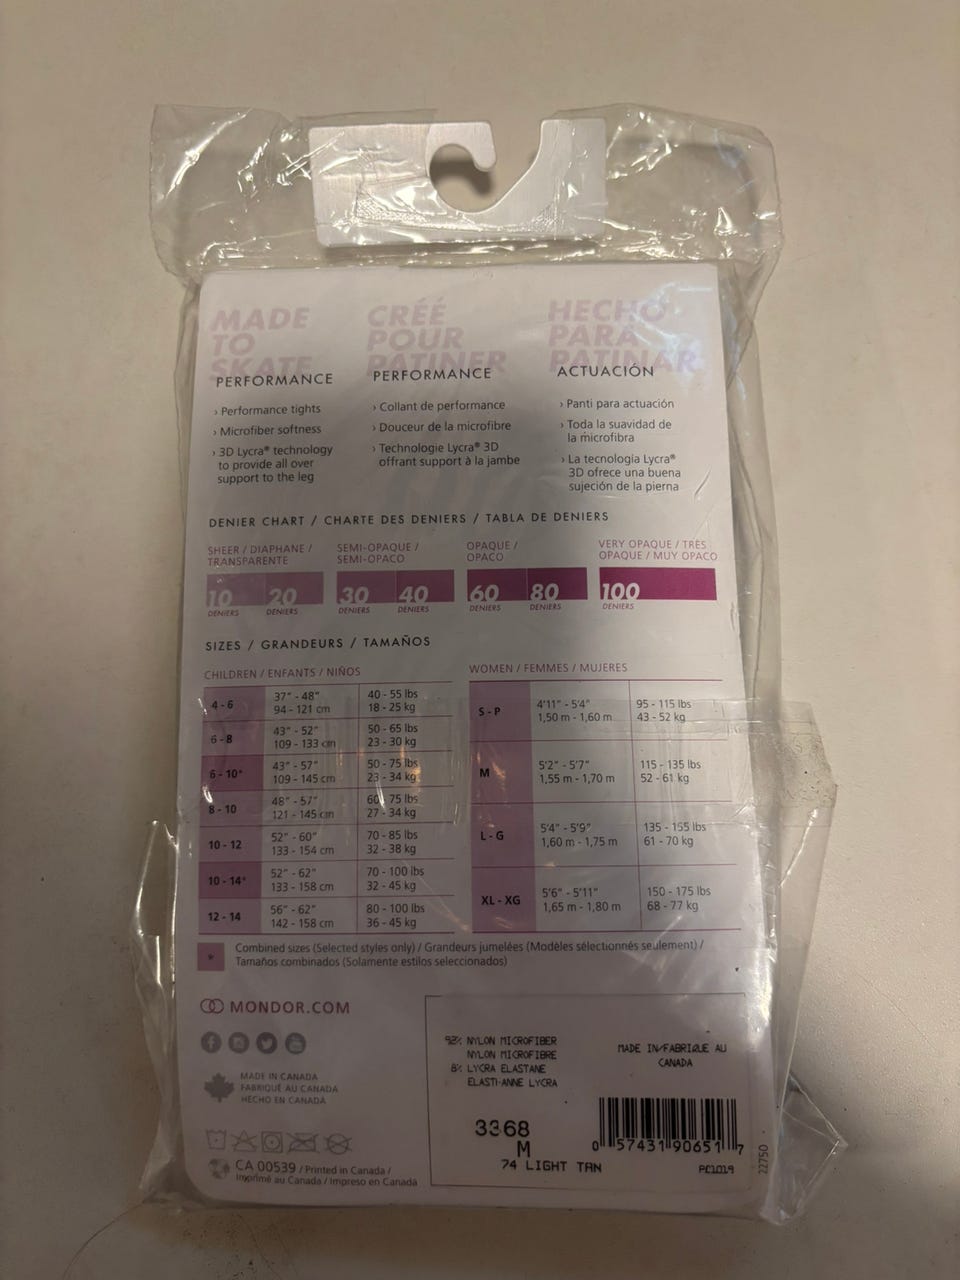 MADE
TO
SKATE
PERFORMANCE
› Performance tights
› Microfiber softness
› 3D Lycra® technology
to provide all over
support to the leg
CRÉÉ
POUR
PATINER
PERFORMANCE
› Collant de performance
› Douceur de la microfibre
› Technologie Lycra® 3D
offrant support à la jambe
HECHO
PARA
PATINAR
ACTUACIÓN
› Panti para actuación
› Toda la suavidad de
la microfibra
› La tecnología Lycra®
3D ofrece una buena
sujeción de la pierna
DENIER CHART / CHARTE DES DENIERS / TABLA DE DENIERS
SHEER / DIAPHANE /
TRANSPARENTE
10 20
DENIERS DENIERS
SEMI-OPAQUE /
SEMI-OPACO
30 40
DENIERS DENIERS
OPAQUE /
OPACO
60 80
DENIERS DENIERS
VERY OPAQUE / TRÈS
OPAQUE / MUY OPACO
100
DENIERS
SIZES / GRANDEURS / TAMAÑOS
CHILDREN / ENFANTS / NIÑOS
4 - 6 37" - 48" 40 - 55 lbs
94 - 121 cm 18 - 25 kg
6 - 8 43" - 52" 50 - 65 lbs
109 - 133 cm 23 - 30 kg
6 - 10* 43" - 57" 50 - 75 lbs
109 - 145 cm 23 - 34 kg
8 - 10 48" - 57" 60 - 75 lbs
121 - 145 cm 27 - 34 kg
10 - 12 52" - 60" 70 - 85 lbs
133 - 154 cm 32 - 38 kg
10 - 14* 52" - 62" 70 - 100 lbs
133 - 158 cm 32 - 45 kg
12 - 14 56" - 62" 80 - 100 lbs
142 - 158 cm 36 - 45 kg
WOMEN / FEMMES / MUJERES
S - P 4'11" - 5'4" 95 - 115 lbs
1,50 m - 1,60 m 43 - 52 kg
M 5'2" - 5'7" 115 - 135 lbs
1,55 m - 1,70 m 52 - 61 kg
L - G 5'4" - 5'9" 135 - 155 lbs
1,60 m - 1,75 m 61 - 70 kg
XL - XG 5'6" - 5'11" 150 - 175 lbs
1,65 m - 1,80 m 68 - 77 kg
* Combined sizes (Selected styles only) / Grandeurs jumelées (Modèles sélectionnés seulement) /
Tamaños combinados (Solamente estilos seleccionados)
MONDOR.COM
MADE IN CANADA
FABRIQUÉ AU CANADA
HECHO EN CANADA
CA 00539 / Printed in Canada /
Imprimé au Canada / Impreso en Canada
92% NYLON MICROFIBER
NYLON MICROFIBRE
8% LYCRA ELASTANE
ELASTI-ANNE LYCRA
MADE IN/FABRIQUE AU
CANADA
3368
M
74 LIGHT TAN
0 57431 90651 7
PC1019
22750